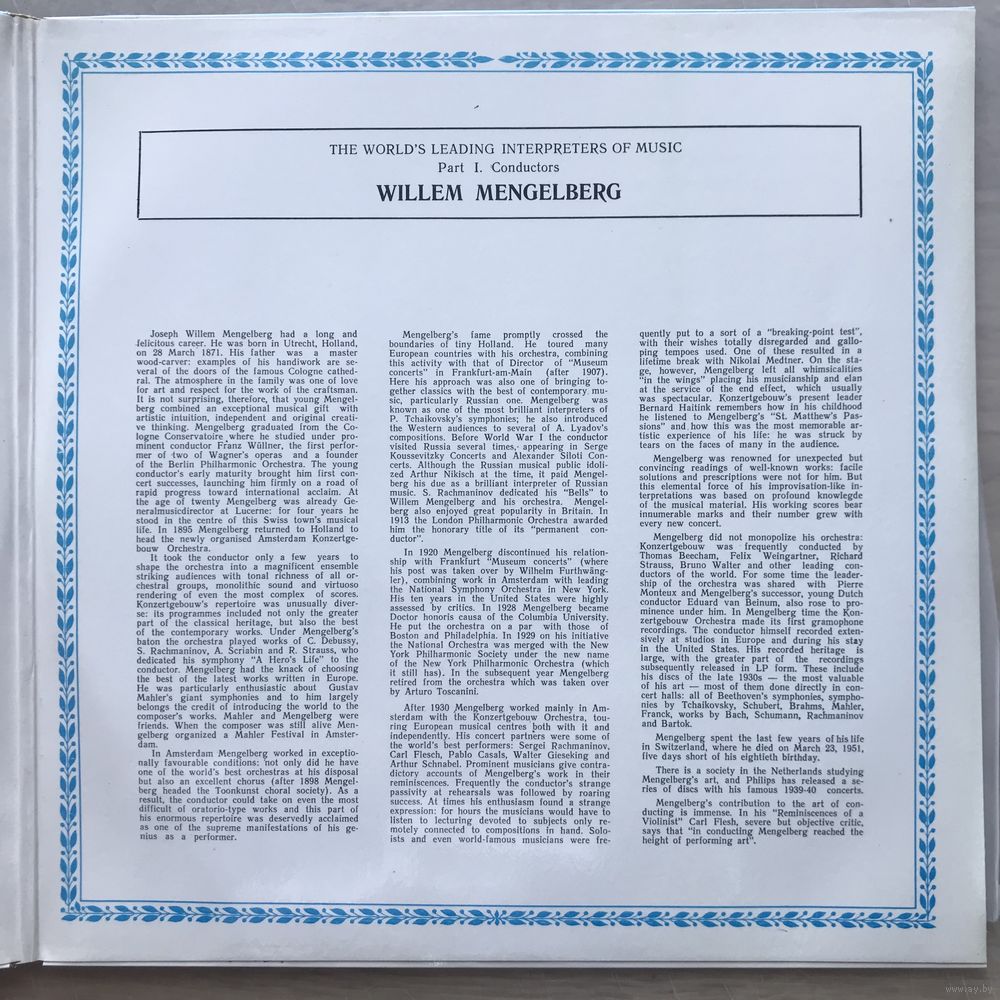 THE WORLD'S LEADING INTERPRETERS OF MUSIC
Part I. Conductors
WILLEM MENGELBERG
Joseph Willem Mengelberg had a long and
felicitous career. He was born in Utrecht, Holland,
on 28 March 1871. His father was a master
wood-carver: examples of his handiwork are se-
veral of the doors of the famous Cologne cathed-
ral. The atmosphere in the family was one of love
for art and respect for the work of the craftsman.
It is not surprising, therefore, that young Mengel-
berg combined an exceptional musical gift with
artistic intuition, independent and original creati-
ve thinking. Mengelberg graduated from the Co-
logne Conservatoire where he studied under pro-
minent conductor Franz Wüllner, the first perfor-
mer of two of Wagner's operas and a founder
of the Berlin Philharmonic Orchestra. The young
conductor's early maturity brought him first con-
cert successes, launching him firmly on a road of
rapid progress toward international acclaim. At
the age of twenty Mengelberg was already Ge-
neralmusicdirector at Lucerne: for four years he
stood in the centre of this Swiss town's musical
life. In 1895 Mengelberg returned to Holland to
head the newly organised Amsterdam Konzertge-
bouw Orchestra.
It took the conductor only a few years to
shape the orchestra into a magnificent ensemble
striking audiences with tonal richness of all or-
chestral groups, monolithic sound and virtuoso
rendering of even the most complex of scores.
Konzertgebouw's repertoire was unusually diver-
se: its programmes included not only the greater
part of the classical heritage, but also the best
of the contemporary works. Under Mengelberg's
baton the orchestra played works of C. Debussy,
S. Rachmaninov, A. Scriabin and R. Strauss, who
dedicated his symphony "A Hero's Life" to the
conductor. Mengelberg had the knack of choosing
the best of the latest works written in Europe.
He was particularly enthusiastic about Gustav
Mahler's giant symphonies and to him largely
belongs the credit of introducing the world to the
composer's works. Mahler and Mengelberg were
friends. When the composer was still alive Men-
gelberg organized a Mahler Festival in Amster-
dam.
In Amsterdam Mengelberg worked in exceptio-
nally favourable conditions: not only did he have
one of the world's best orchestras at his disposal
but also an excellent chorus (after 1898 Mengel-
berg headed the Toonkunst choral society). As a
result, the conductor could take on even the most
difficult of oratorio-type works and this part of
his enormous repertoire was deservedly acclaimed
as one of the supreme manifestations of his ge-
nius as a performer.
Mengelberg's fame promptly crossed the
boundaries of tiny Holland. He toured many
European countries with his orchestra, combining
this activity with that of Director of "Museum
concerts" in Frankfurt-am-Main (after 1907).
Here his approach was also one of bringing to-
gether classics with the best of contemporary mu-
sic, particularly Russian one. Mengelberg was
known as one of the most brilliant interpreters of
P. Tchaikovsky's symphonies; he also introduced
the Western audiences to several of A. Lyadov's
compositions. Before World War I the conductor
visited Russia several times, appearing in Serge
Koussevitzky Concerts and Alexander Siloti Con-
certs. Although the Russian musical public idoli-
zed Arthur Nikisch at the time, it paid Mengel-
berg his due as a brilliant interpreter of Russian
music. S. Rachmaninov dedicated his "Bells" to
Willem Mengelberg and his orchestra. Mengel-
berg also enjoyed great popularity in Britain. In
1913 the London Philharmonic Orchestra awarded
him the honorary title of its "permanent con-
ductor".
In 1920 Mengelberg discontinued his relation-
ship with Frankfurt "Museum concerts" (where
his post was taken over by Wilhelm Furthwäng-
ler), combining work in Amsterdam with leading
the National Symphony Orchestra in New York.
His ten years in the United States were highly
assessed by critics. In 1928 Mengelberg became
Doctor honoris causa of the Columbia University.
He put the orchestra on a par with those of
Boston and Philadelphia. In 1929 on his initiative
the National Orchestra was merged with the New
York Philharmonic Society under the new name
of the New York Philharmonic Orchestra (which
it still has). In the subsequent year Mengelberg
retired from the orchestra which was taken over
by Arturo Toscanini.
After 1930 Mengelberg worked mainly in Am-
sterdam with the Konzertgebouw Orchestra, tou-
ring European musical centres both with it and
independently. His concert partners were some of
the world's best performers: Sergei Rachmaninov,
Carl Flesch, Pablo Casals, Walter Gieseking and
Arthur Schnabel. Prominent musicians give contra-
dictory accounts of Mengelberg's work in their
reminiscences. Frequently the conductor's strange
passivity at rehearsals was followed by roaring
success. At times his enthusiasm found a strange
expression: for hours the musicians would have to
listen to lecturing devoted to subjects only re-
motely connected to compositions in hand. Solo-
ists and even world-famous musicians were fre-
quently put to a sort of a "breaking-point test",
with their wishes totally disregarded and gallo-
ping tempoes used. One of these resulted in a
lifetime break with Nikolai Medtner. On the sta-
ge, however, Mengelberg left all whimsicalities
"in the wings" placing his musicianship and elan
at the service of the end effect, which usually
was spectacular. Konzertgebouw's present leader
Bernard Haitink remembers how in his childhood
he listened to Mengelberg's "St. Matthew's Pas-
sions" and how this was the most memorable ar-
tistic experience of his life: he was struck by
tears on the faces of many in the audience.
Mengelberg was renowned for unexpected but
convincing readings of well-known works: facile
solutions and prescriptions were not for him. But
this elemental force of his improvisation-like in-
terpretations was based on profound knowlegde
of the musical material. His working scores bear
innumerable marks and their number grew with
every new concert.
Mengelberg did not monopolize his orchestra:
Konzertgebouw was frequently conducted by
Thomas Beecham, Felix Weingartner, Richard
Strauss, Bruno Walter and other leading con-
ductors of the world. For some time the leader-
ship of the orchestra was shared with Pierre
Monteux and Mengelberg's successor, young Dutch
conductor Eduard van Beinum, also rose to pro-
minence under him. In Mengelberg time the Kon-
zertgebouw Orchestra made its first gramophone
recordings. The conductor himself recorded exten-
sively at studios in Europe and during his stay
in the United States. His recorded heritage is
large, with the greater part of the recordings
subsequently released in LP form. These include
his discs of the late 1930s — the most valuable
of his art — most of them done directly in con-
cert halls: all of Beethoven's symphonies, sympho-
nies by Tchaikovsky, Schubert, Brahms, Mahler,
Franck, works by Bach, Schumann, Rachmaninov
and Bartok.
Mengelberg spent the last few years of his life
in Switzerland, where he died on March 23, 1951,
five days short of his eightieth birthday.
There is a society in the Netherlands studying
Mengelberg's art, and Philips has released a se-
ries of discs with his famous 1939-40 concerts.
Mengelberg's contribution to the art of con-
ducting is immense. In his "Reminiscences of a
Violinist" Carl Flesh, severe but objective critic,
says that "in conducting Mengelberg reached the
height of performing art".
www.ay.by